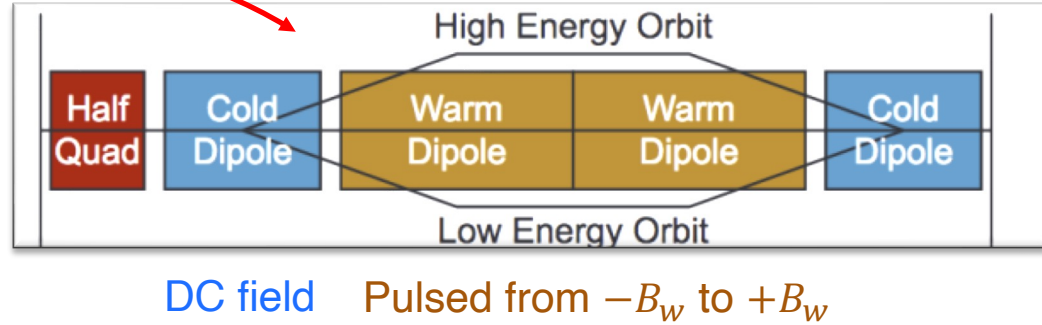 High Energy Orbit
Half Quad
Cold Dipole
Warm Dipole
Warm Dipole
Cold Dipole
Low Energy Orbit
DC field
Pulsed from −B_w to +B_w